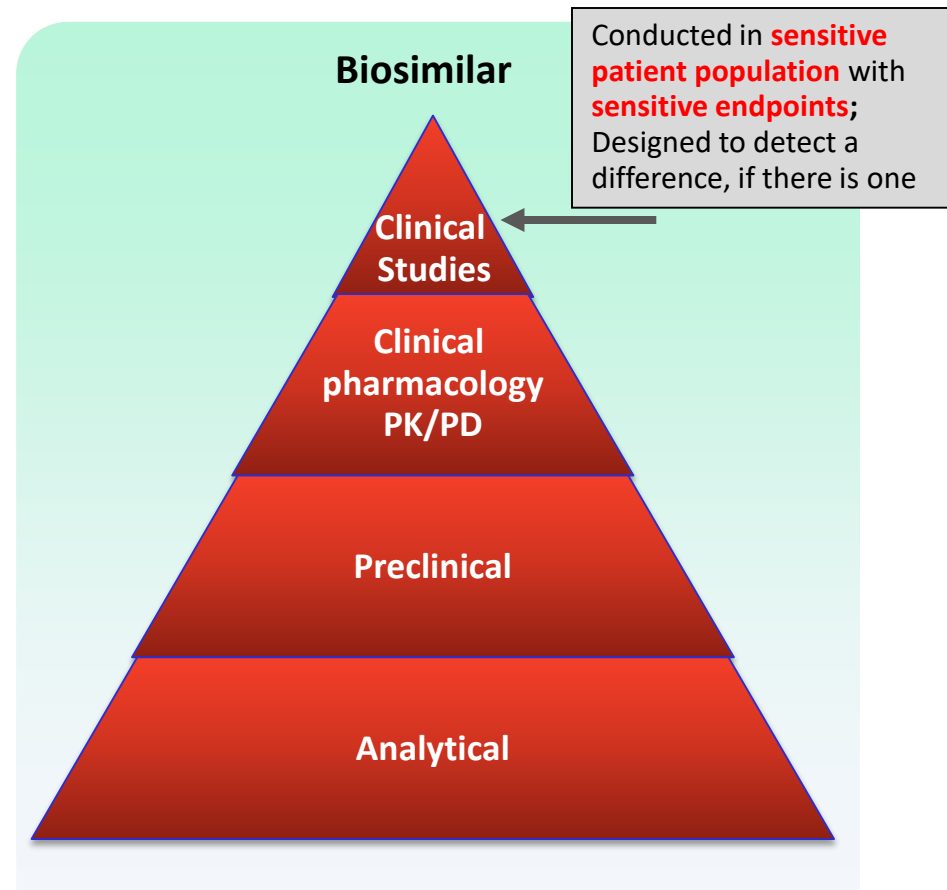 Biosimilar
Conducted in sensitive
patient population with
sensitive endpoints;
Designed to detect a
difference, if there is one
Clinical
Studies
Clinical
pharmacology
PK/PD
Preclinical
Analytical